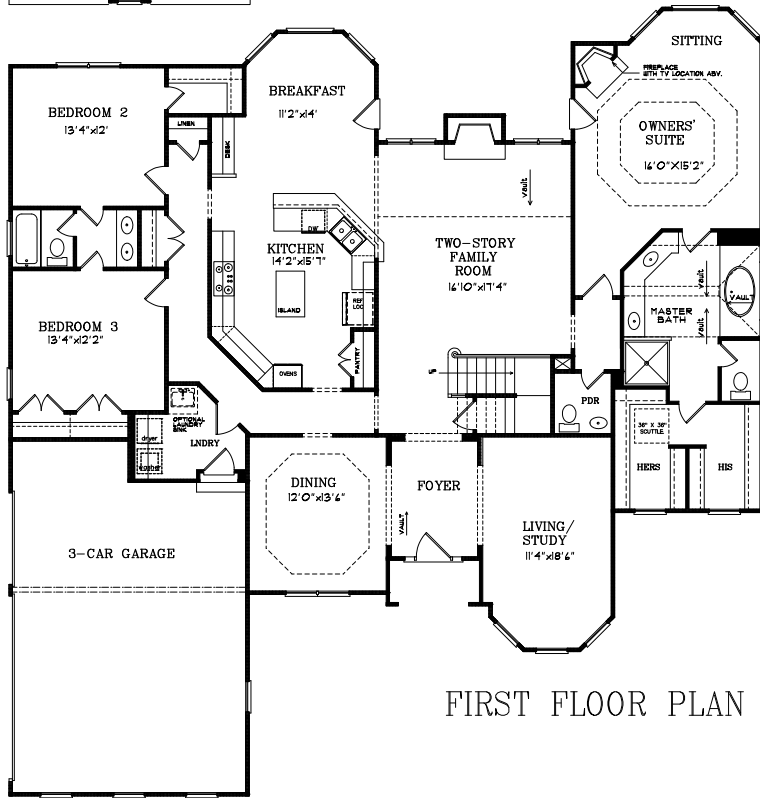 SITTING
FIREPLACE
WITH TV LOCATION ABV.
BREAKFAST
11'2"x14'
BEDROOM 2
13'4"x12'
LINEN
DESK
OWNERS'
SUITE
16'0"x15'2"
vault
DW
KITCHEN
14'2"x15'7"
ISLAND
TWO-STORY
FAMILY
ROOM
16'10"x17'4"
REF
LOC
vault
VAULT
vault
MASTER
BATH
BEDROOM 3
13'4"x12'2"
PANTRY
OVENS
UP
PDR
OPTIONAL
LAUNDRY
SINK
dryer
washer
LNDRY
36" X 36"
SCUTTLE
HERS
HIS
DINING
12'0"x13'6"
FOYER
VAULT
LIVING/
STUDY
11'4"x18'6"
3-CAR GARAGE
FIRST FLOOR PLAN